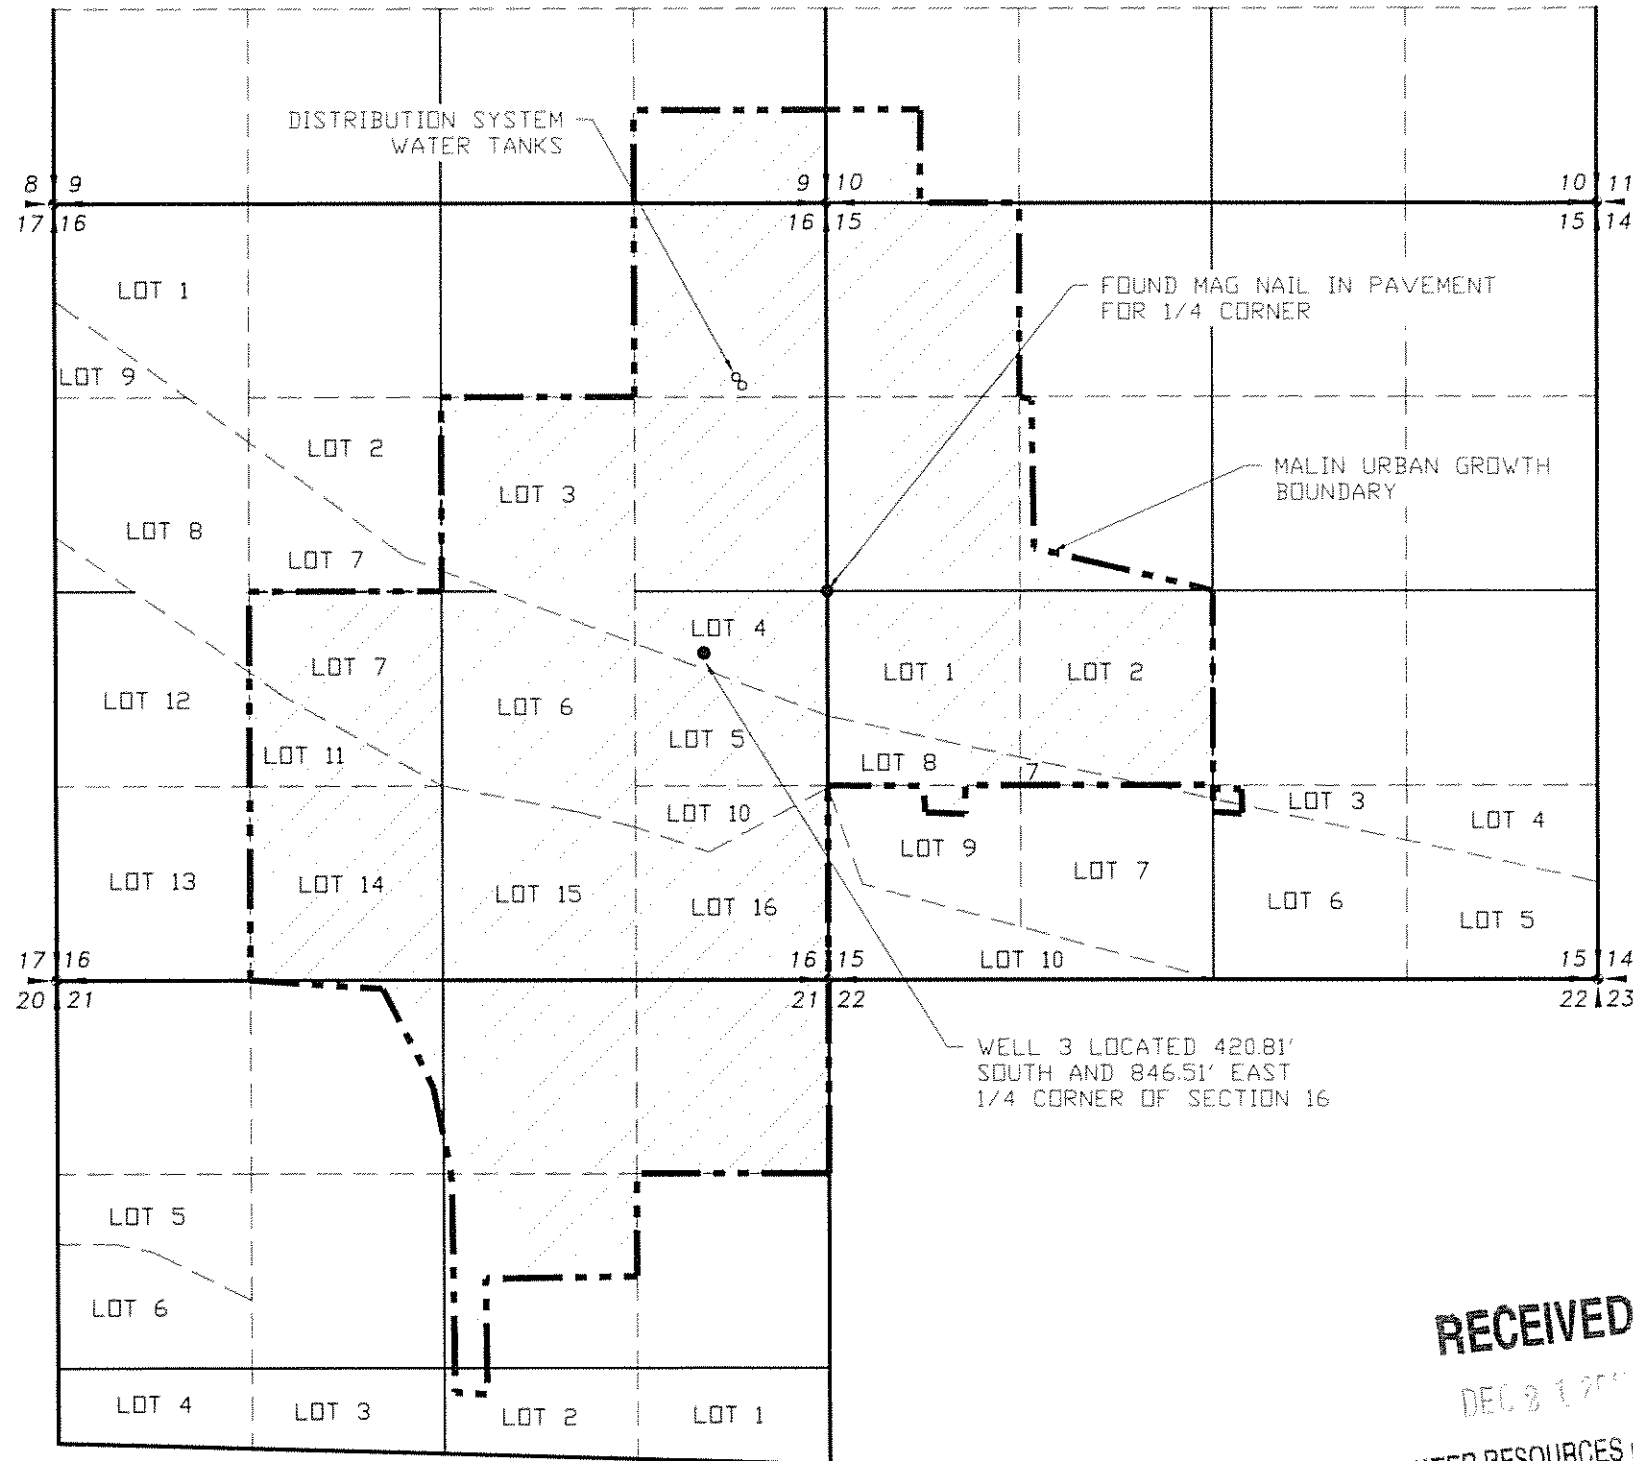 DISTRIBUTION SYSTEM
WATER TANKS
8 9
17 16
9 10
16 15
10 11
15 14
LOT 1
FOUND MAG NAIL IN PAVEMENT
FOR 1/4 CORNER
LOT 9
LOT 2
MALIN URBAN GROWTH
BOUNDARY
LOT 3
LOT 8
LOT 7
LOT 4
LOT 7
LOT 1
LOT 2
LOT 12
LOT 6
LOT 5
LOT 11
LOT 8
7
LOT 10
LOT 3
LOT 4
LOT 9
LOT 13
LOT 14
LOT 15
LOT 16
LOT 7
LOT 6
LOT 5
LOT 10
17 16
20 21
16 15
21 22
15 14
22 23
WELL 3 LOCATED 420.81'
SOUTH AND 846.51' EAST
1/4 CORNER OF SECTION 16
LOT 5
LOT 6
LOT 4
LOT 3
LOT 2
LOT 1
RECEIVED
DEC
RESOURCES